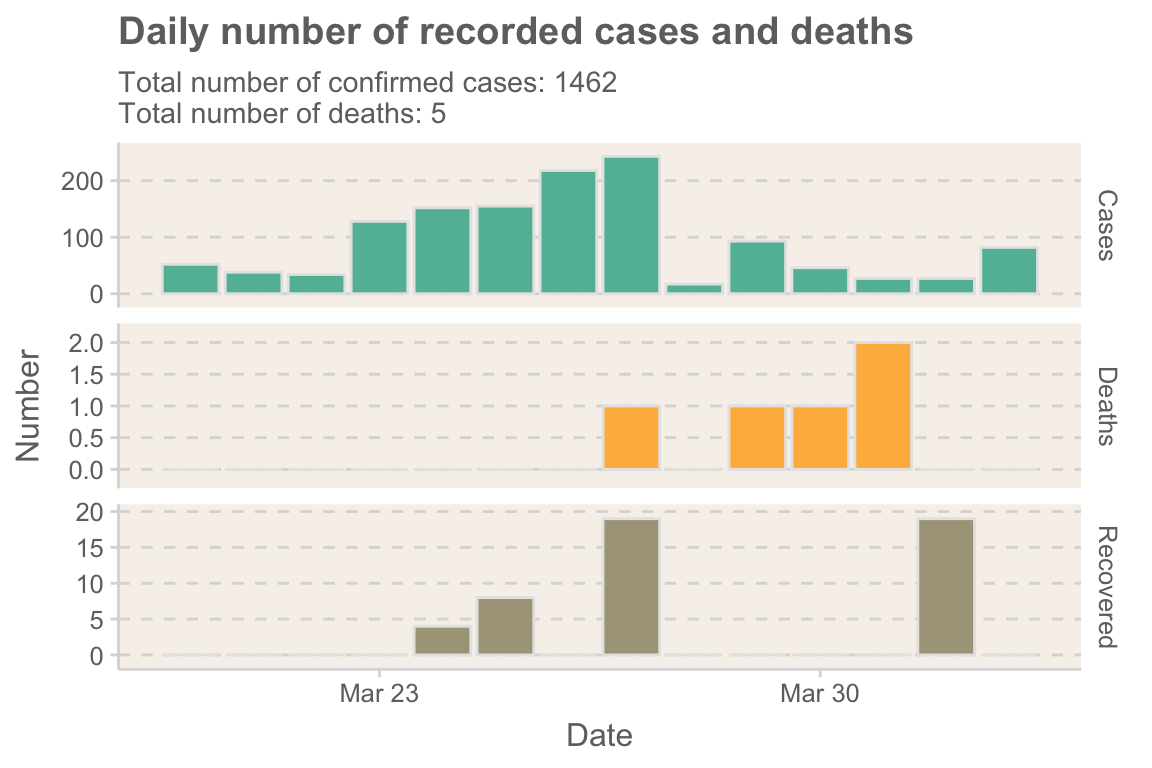 Daily number of recorded cases and deaths
Total number of confirmed cases: 1462
Total number of deaths: 5
200
100
0
Cases
Number
2.0
1.5
1.0
0.5
0.0
Deaths
20
15
10
5
0
Recovered
Mar 23 Mar 30
Date